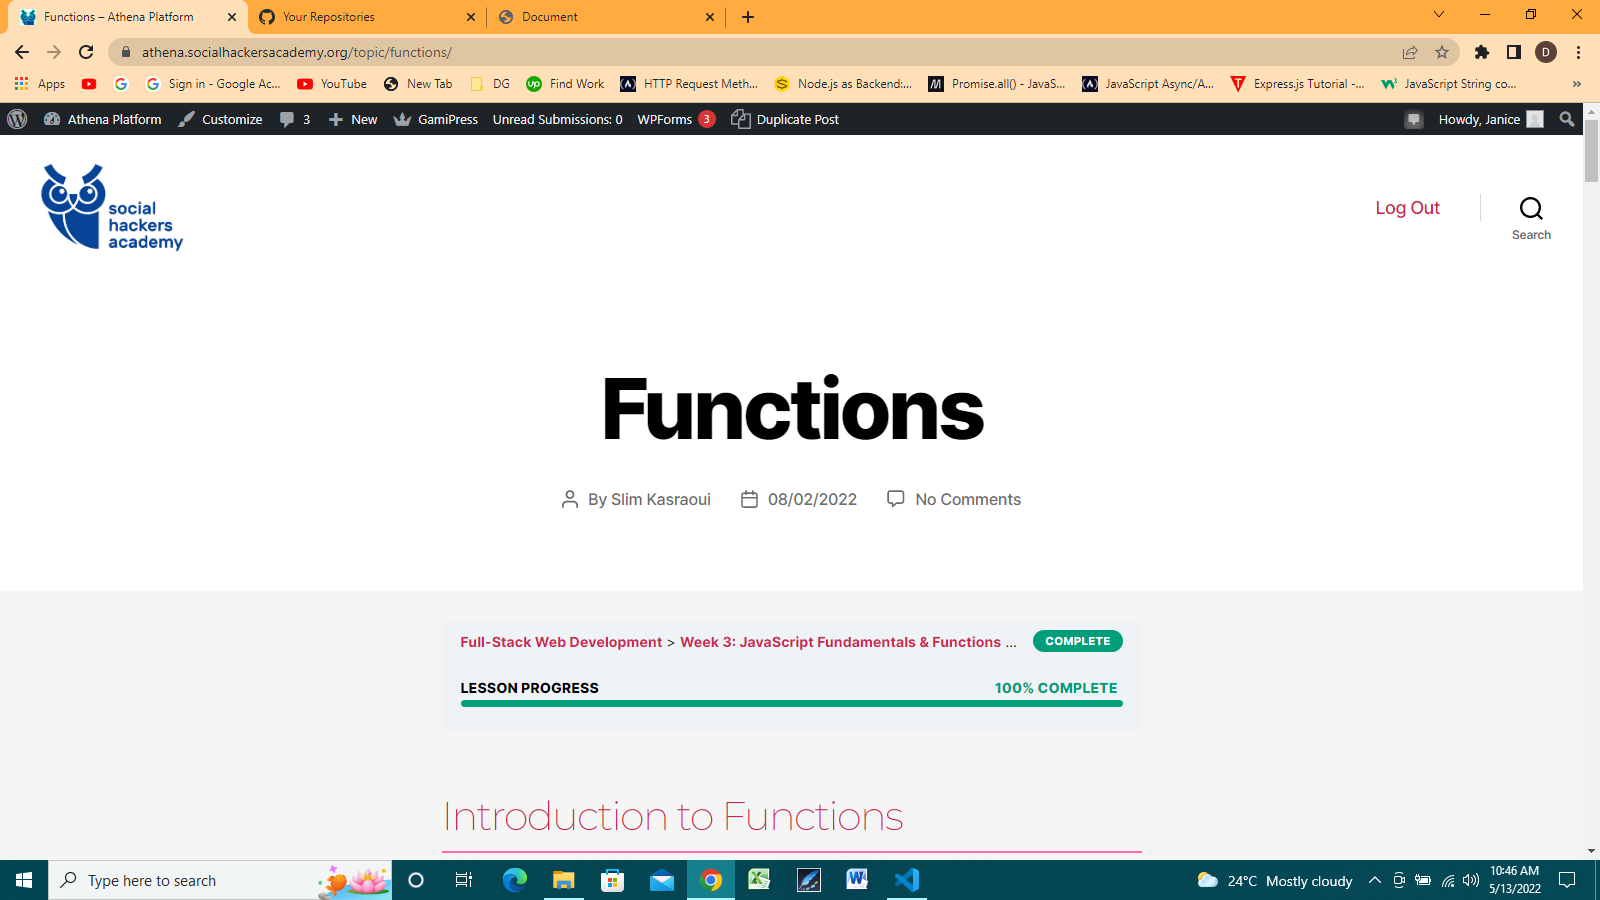 Functions – Athena Platform
Your Repositories
Document
athena.socialhackersacademy.org/topic/functions/
D
Apps
Sign in - Google Ac...
YouTube
New Tab
DG
up
Find Work
HTTP Request Meth...
Node.js as Backend:...
Promise.all() - JavaS...
JavaScript Async/A...
Express.js Tutorial -...
JavaScript String co...
»
Athena Platform
Customize
3
New
GamiPress
Unread Submissions: 0
WPForms 3
Duplicate Post
Howdy, Janice
social
hackers
academy
Log Out
Search
Functions
By Slim Kasraoui
08/02/2022
No Comments
Full-Stack Web Development > Week 3: JavaScript Fundamentals & Functions ...
COMPLETE
LESSON PROGRESS
100% COMPLETE
Introduction to Functions
Type here to search
24°C Mostly cloudy
10:46 AM
5/13/2022